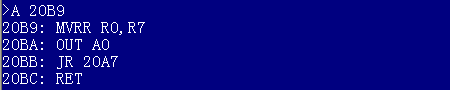 >A 20B9
20B9: MVRR R0,R7
20BA: OUT A0
20BB: JR 20A7
20BC: RET